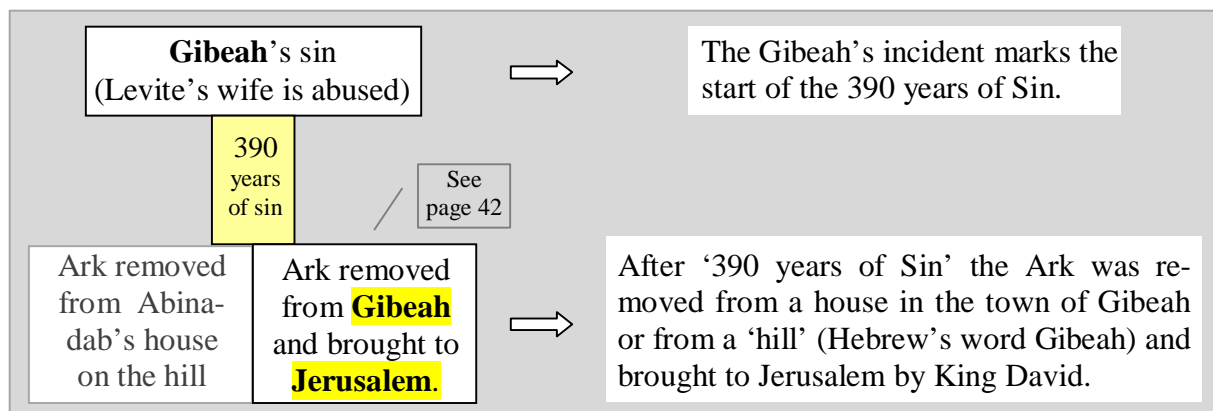 Gibeah’s sin
(Levite’s wife is abused)
The Gibeah’s incident marks the
start of the 390 years of Sin.
390
years
of sin
See
page 42
Ark removed
from Abina-
dab’s house
on the hill
Ark removed
from Gibeah
and brought to
Jerusalem.
After ‘390 years of Sin’ the Ark was re-
moved from a house in the town of Gibeah
or from a ‘hill’ (Hebrew’s word Gibeah) and
brought to Jerusalem by King David.